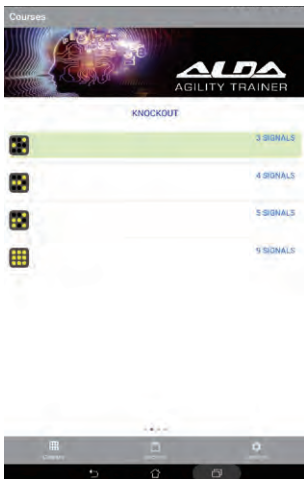 Courses
ALDA
AGILITY TRAINER
KNOCKOUT
3 SIGNALS
4 SIGNALS
5 SIGNALS
9 SIGNALS